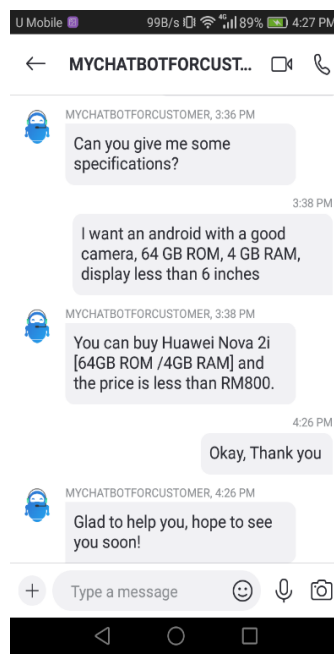 U Mobile 99B/s 4G 89% 4:27 PM
MYCHATBOTFORCUST...
MYCHATBOTFORCUSTOMER, 3:36 PM
Can you give me some
specifications?
3:38 PM
I want an android with a good
camera, 64 GB ROM, 4 GB RAM,
display less than 6 inches
MYCHATBOTFORCUSTOMER, 3:38 PM
You can buy Huawei Nova 2i
[64GB ROM /4GB RAM] and
the price is less than RM800.
4:26 PM
Okay, Thank you
MYCHATBOTFORCUSTOMER, 4:26 PM
Glad to help you, hope to see
you soon!
Type a message